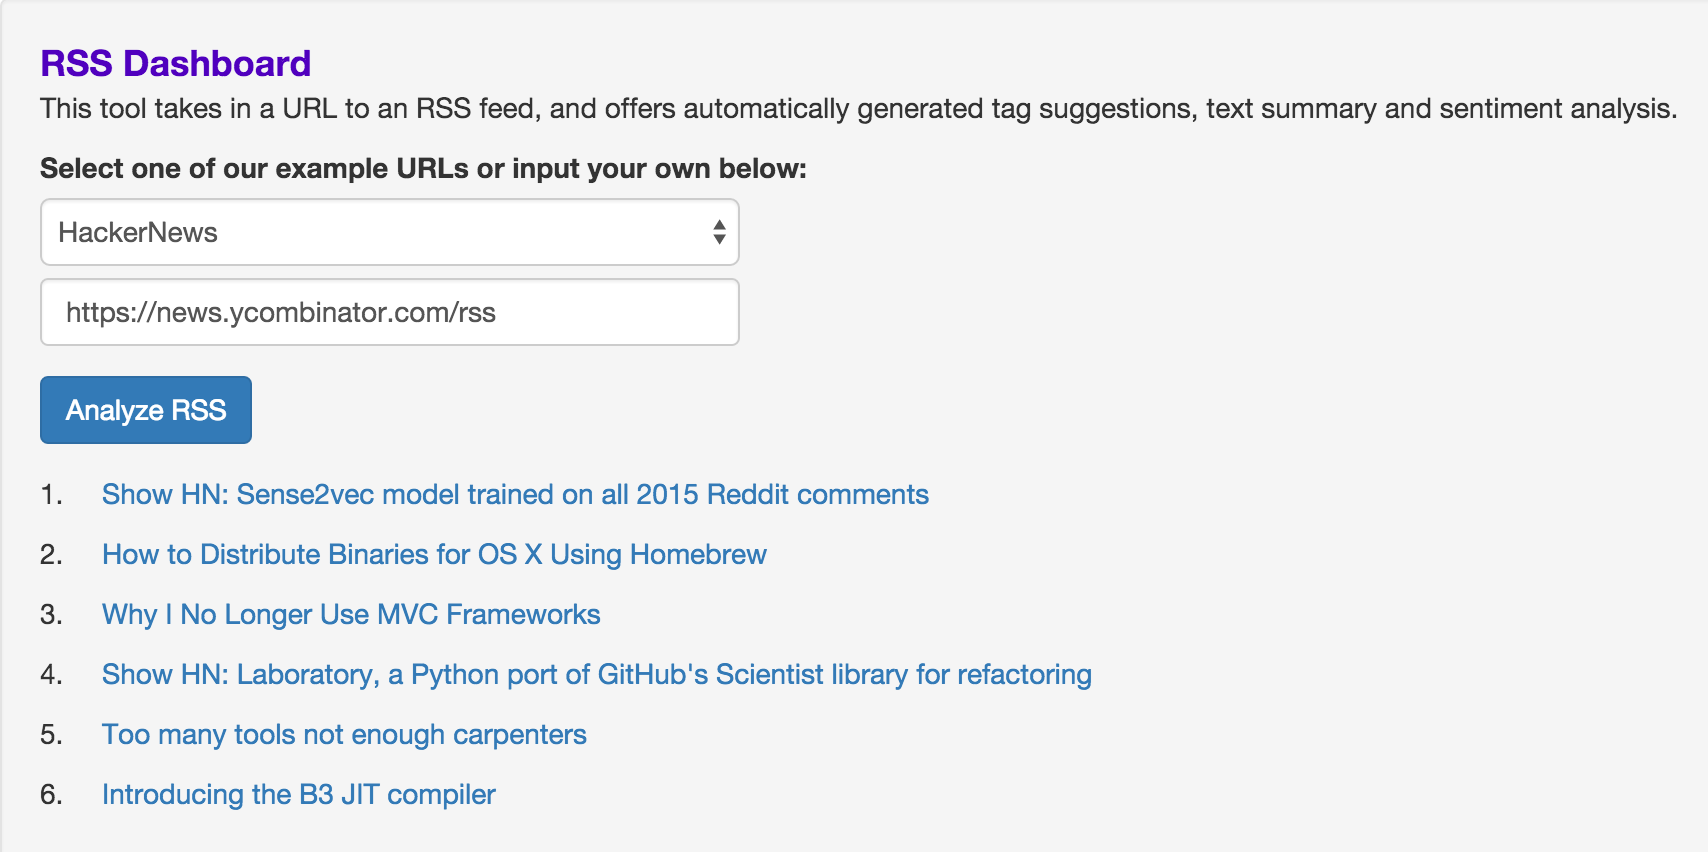 RSS Dashboard
This tool takes in a URL to an RSS feed, and offers automatically generated tag suggestions, text summary and sentiment analysis.
Select one of our example URLs or input your own below:
HackerNews
https://news.ycombinator.com/rss
Analyze RSS
1. Show HN: Sense2vec model trained on all 2015 Reddit comments
2. How to Distribute Binaries for OS X Using Homebrew
3. Why I No Longer Use MVC Frameworks
4. Show HN: Laboratory, a Python port of GitHub's Scientist library for refactoring
5. Too many tools not enough carpenters
6. Introducing the B3 JIT compiler